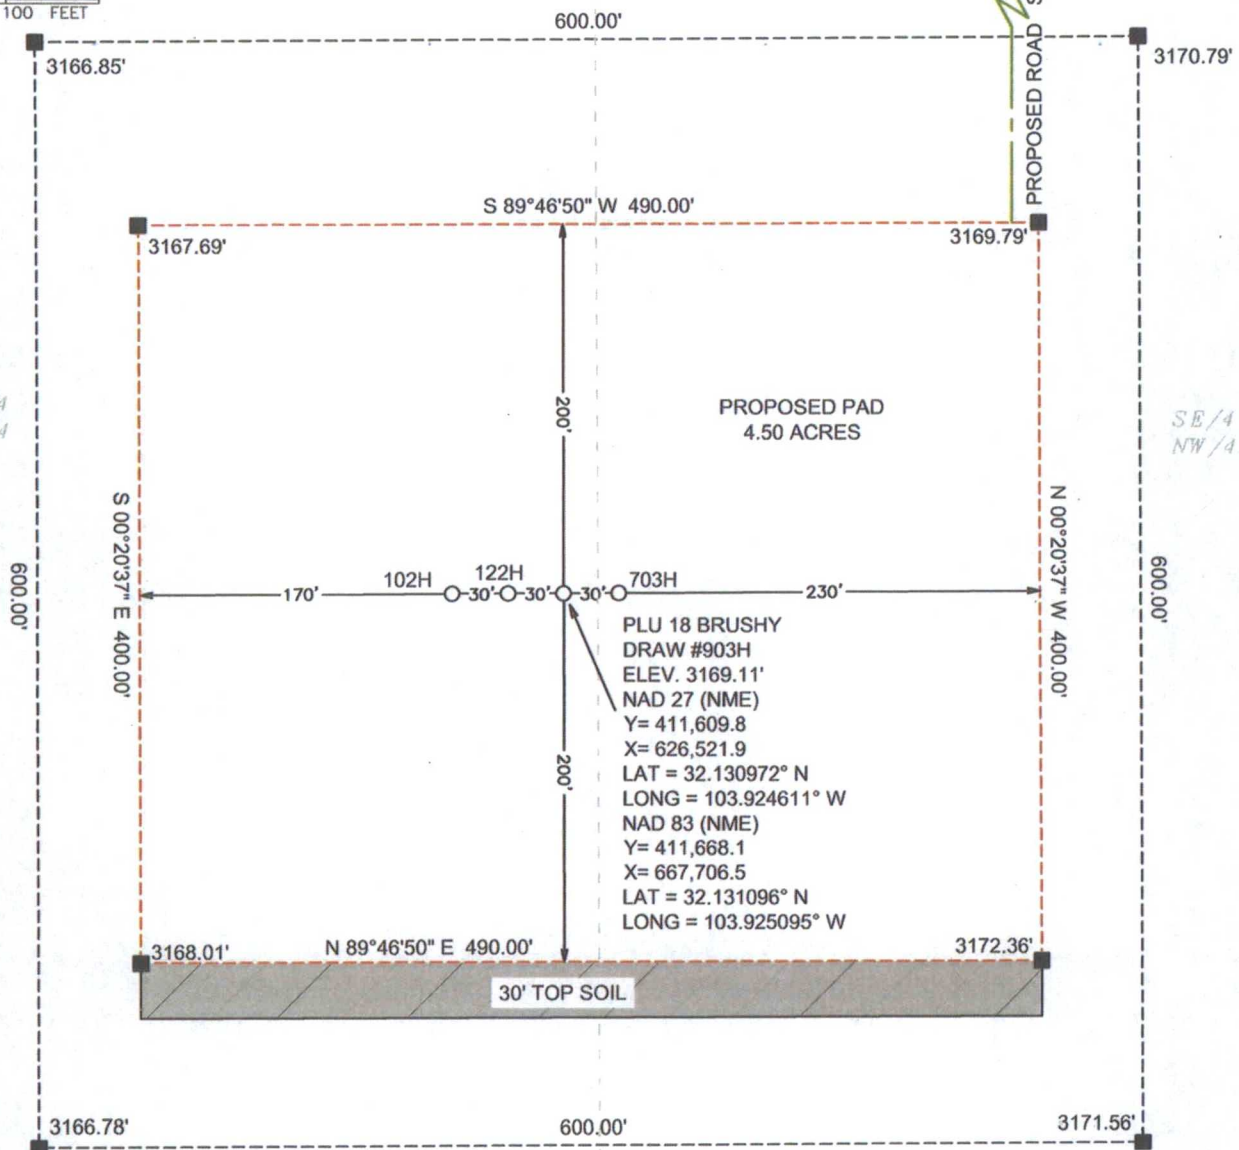 100 FEET
600.00'
3166.85'
3170.79'
PROPOSED ROAD
S 89°46'50" W 490.00'
3167.69'
3169.79'
200'
PROPOSED PAD
4.50 ACRES
SE/4
NW/4
4
4
S 00°20'37" E 400.00'
N 00°20'37" W 400.00'
600.00'
600.00'
170'
102H
30'
122H
30'
30'
703H
230'
PLU 18 BRUSHY
DRAW #903H
ELEV. 3169.11'
NAD 27 (NME)
Y= 411,609.8
X= 626,521.9
LAT = 32.130972° N
LONG = 103.924611° W
NAD 83 (NME)
Y= 411,668.1
X= 667,706.5
LAT = 32.131096° N
LONG = 103.925095° W
200'
3168.01'
N 89°46'50" E 490.00'
3172.36'
30' TOP SOIL
3166.78'
600.00'
3171.56'